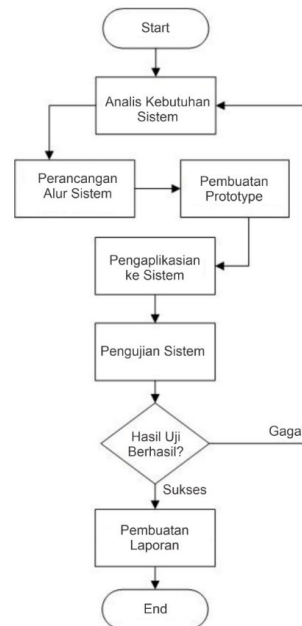 Start
Analis Kebutuhan
Sistem
Perancangan
Alur Sistem
Pembuatan
Prototype
Pengaplikasian
ke Sistem
Pengujian Sistem
Hasil Uji
Berhasil?
Gaga
Sukses
Pembuatan
Laporan
End